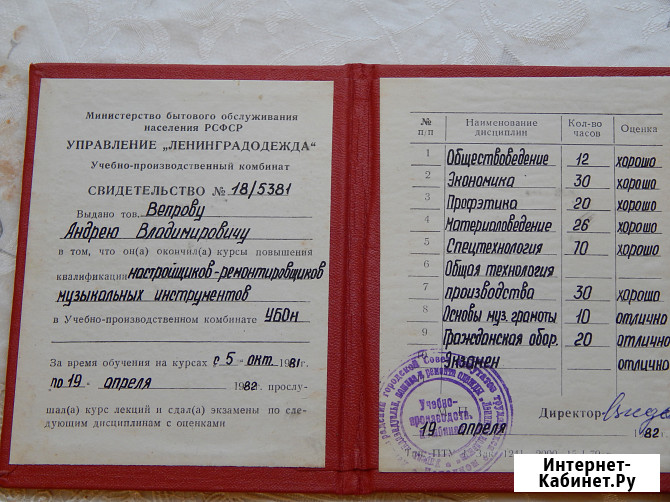 Министерство бытового обслуживания
населения РСФСР
УПРАВЛЕНИЕ „ЛЕНИНГРАДОДЕЖДА"
Учебно-производственный комбинат
СВИДЕТЕЛЬСТВО № 18/5381
Выдано тов. Вепрову
Андрею Владимировичу
в том, что он(а) окончил(а) курсы повышения
квалификации настройщиков-ремонтировщиков
музыкальных инструментов
в Учебно-производственном комбинате УБОн
За время обучения на курсах с 5 - окт. 1981г.
по 19 - апреля 1982 г. прослу-
шал(а) курс лекций и сдал(а) экзамены по сле-
дующим дисциплинам с оценками
№ п/п Наименование дисциплин Кол-во часов Оценка
1 Обществоведение 12 хорошо
2 Экономика 30 хорошо
3 Профэтика 20 хорошо
4 Материаловедение 26 хорошо
5 Спецтехнология 70 хорошо
6 Общая технология
7 производства 30 хорошо
8 Основы муз. грамоты 10 отлично
9 Гражданская обор. 20 отлично
Экзамен отлично
Учебно-
производств.
комбинат
Директор
19 апреля 1982 г.
Интернет-
Кабинет.Ру